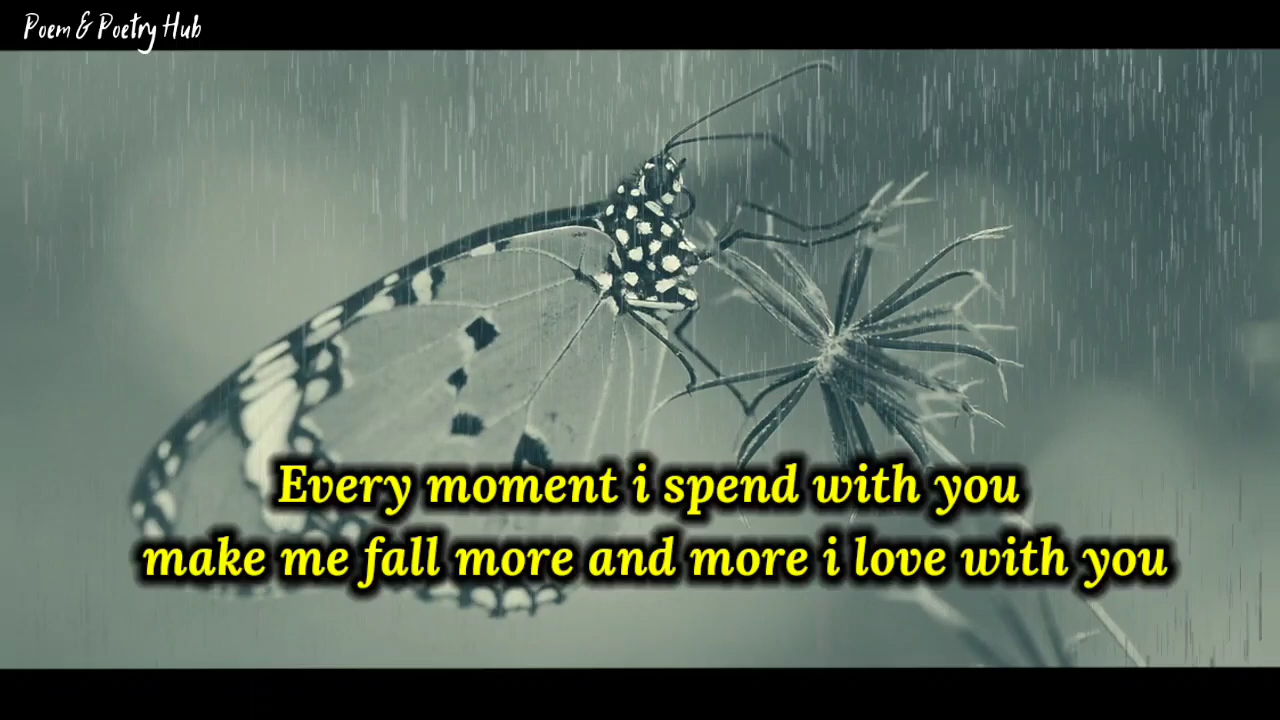 Poem & Poetry Hub
Every moment i spend with you
make me fall more and more i love with you